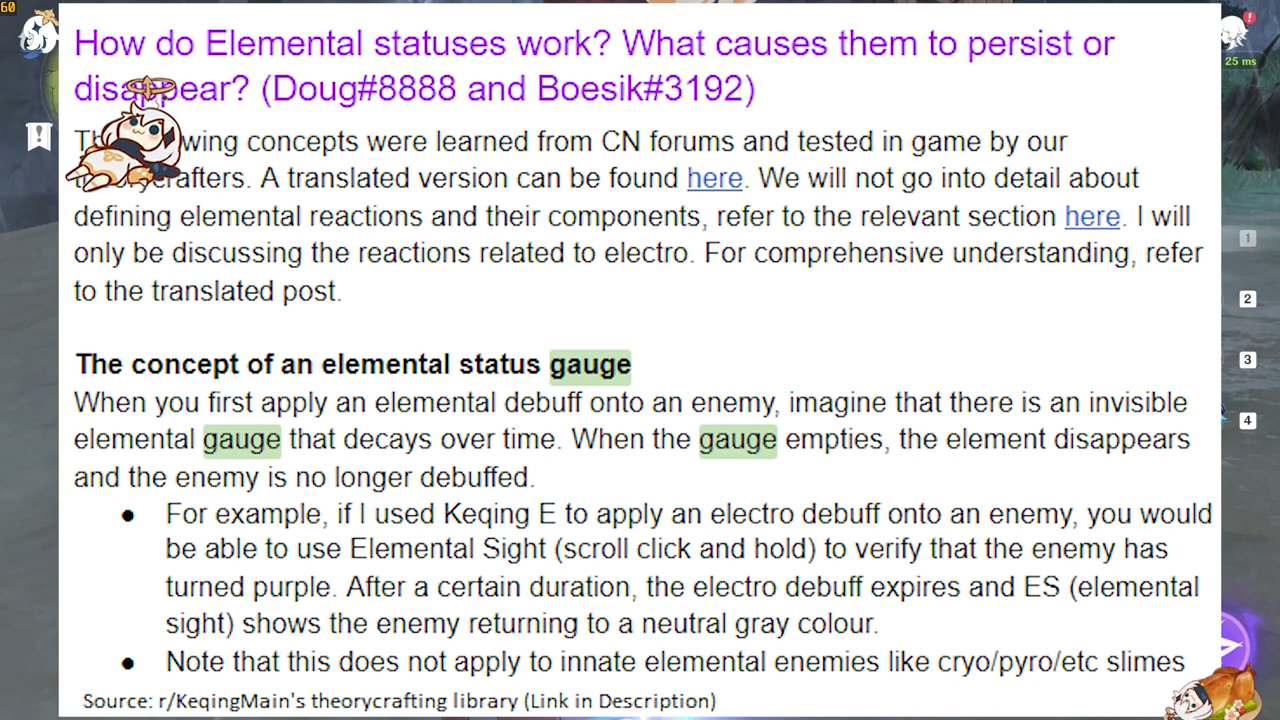 60
How do Elemental statuses work? What causes them to persist or
disappear? (Doug#8888 and Boesik#3192)
wing concepts were learned from CN forums and tested in game by our
crafters. A translated version can be found here. We will not go into detail about
defining elemental reactions and their components, refer to the relevant section here. I will
only be discussing the reactions related to electro. For comprehensive understanding, refer
to the translated post.
The concept of an elemental status gauge
When you first apply an elemental debuff onto an enemy, imagine that there is an invisible
elemental gauge that decays over time. When the gauge empties, the element disappears
and the enemy is no longer debuffed.
● For example, if I used Keqing E to apply an electro debuff onto an enemy, you would
be able to use Elemental Sight (scroll click and hold) to verify that the enemy has
turned purple. After a certain duration, the electro debuff expires and ES (elemental
sight) shows the enemy returning to a neutral gray colour.
● Note that this does not apply to innate elemental enemies like cryo/pyro/etc slimes
Source: r/KeqingMain's theorycrafting library (Link in Description)
25 ms
1
2
3
4